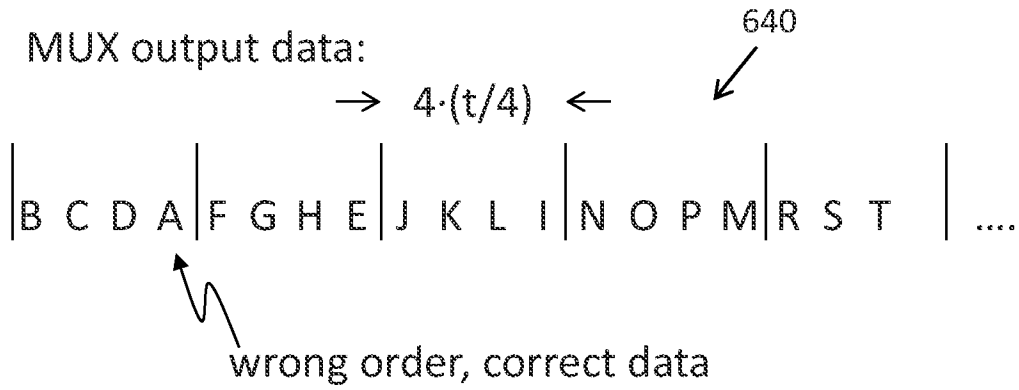 640
MUX output data:
→ 4·(t/4) ←
B C D A F G H E J K L I N O P M R S T ....
wrong order, correct data